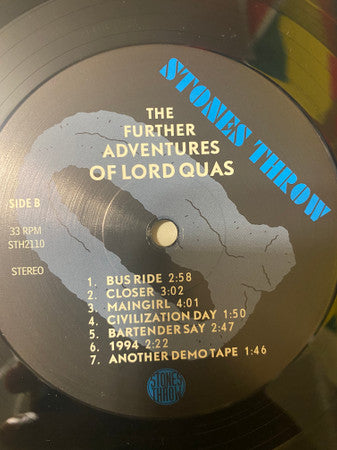 STONES THROW
THE
FURTHER
ADVENTURES
OF LORD QUAS
SIDE B
33 RPM
STH2110
STEREO
1. BUS RIDE 2:58
2. CLOSER 3:02
3. MAINGIRL 4:01
4. CIVILIZATION DAY 1:50
5. BARTENDER SAY 2:47
6. 1994 2:22
7. ANOTHER DEMO TAPE 1:46
STONES
THROW